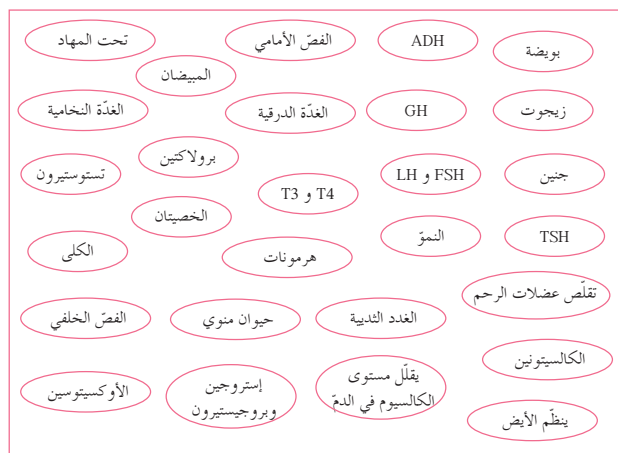 بويضة
ADH
الفصّ الأمامي
تحت المهاد
المبيضان
زيجوت
GH
الغدّة الدرقية
الغدّة النخامية
برولاكتين
جنين
FSH و LH
T4 و T3
تستوستيرون
الخصيتان
TSH
النموّ
هرمونات
الكلى
تقلّص عضلات الرحم
الغدد الثديية
حيوان منوي
الفصّ الخلفي
الكالسيتونين
يقلّل مستوى
الكالسيوم في الدمّ
إستروجين
وبروجيستيرون
الأوكسيتوسين
ينظّم الأيض